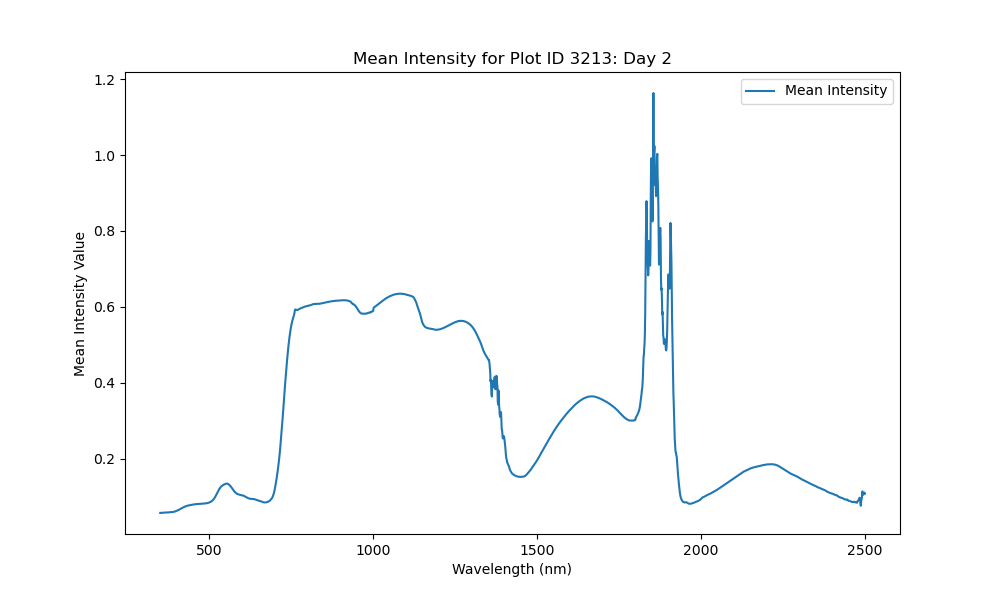 Mean Intensity for Plot ID 3213: Day 2
Mean Intensity
Mean Intensity Value
1.2
1.0
0.8
0.6
0.4
0.2
500 1000 1500 2000 2500
Wavelength (nm)